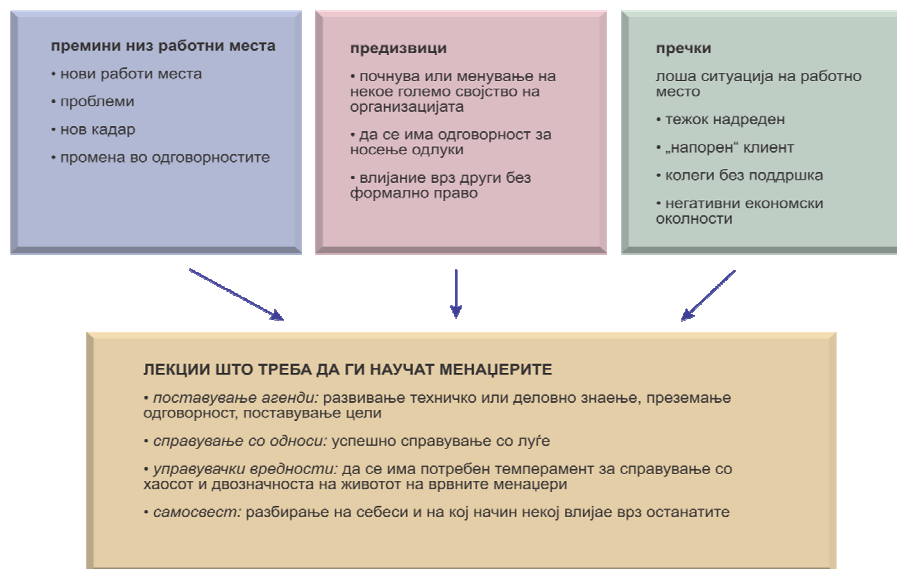 премини низ работни места
• нови работи места
• проблеми
• нов кадар
• промена во одговорностите
предизвици
• почнува или менување на
некое големо својство на
организацијата
• да се има одговорност за
носење одлуки
• влијание врз други без
формално право
пречки
лоша ситуација на работно
место
• тежок надреден
• „напорен“ клиент
• колеги без поддршка
• негативни економски
околности
ЛЕКЦИИ ШТО ТРЕБА ДА ГИ НАУЧАТ МЕНАЏЕРИТЕ
• поставување агенди: развивање техничко или деловно знаење, преземање
одговорност, поставување цели
• справување со односи: успешно справување со луѓе
• управувачки вредности: да се има потребен темперамент за справување со
хаосот и двозначноста на животот на врвните менаџери
• самосвест: разбирање на себеси и на кој начин некој влијае врз останатите